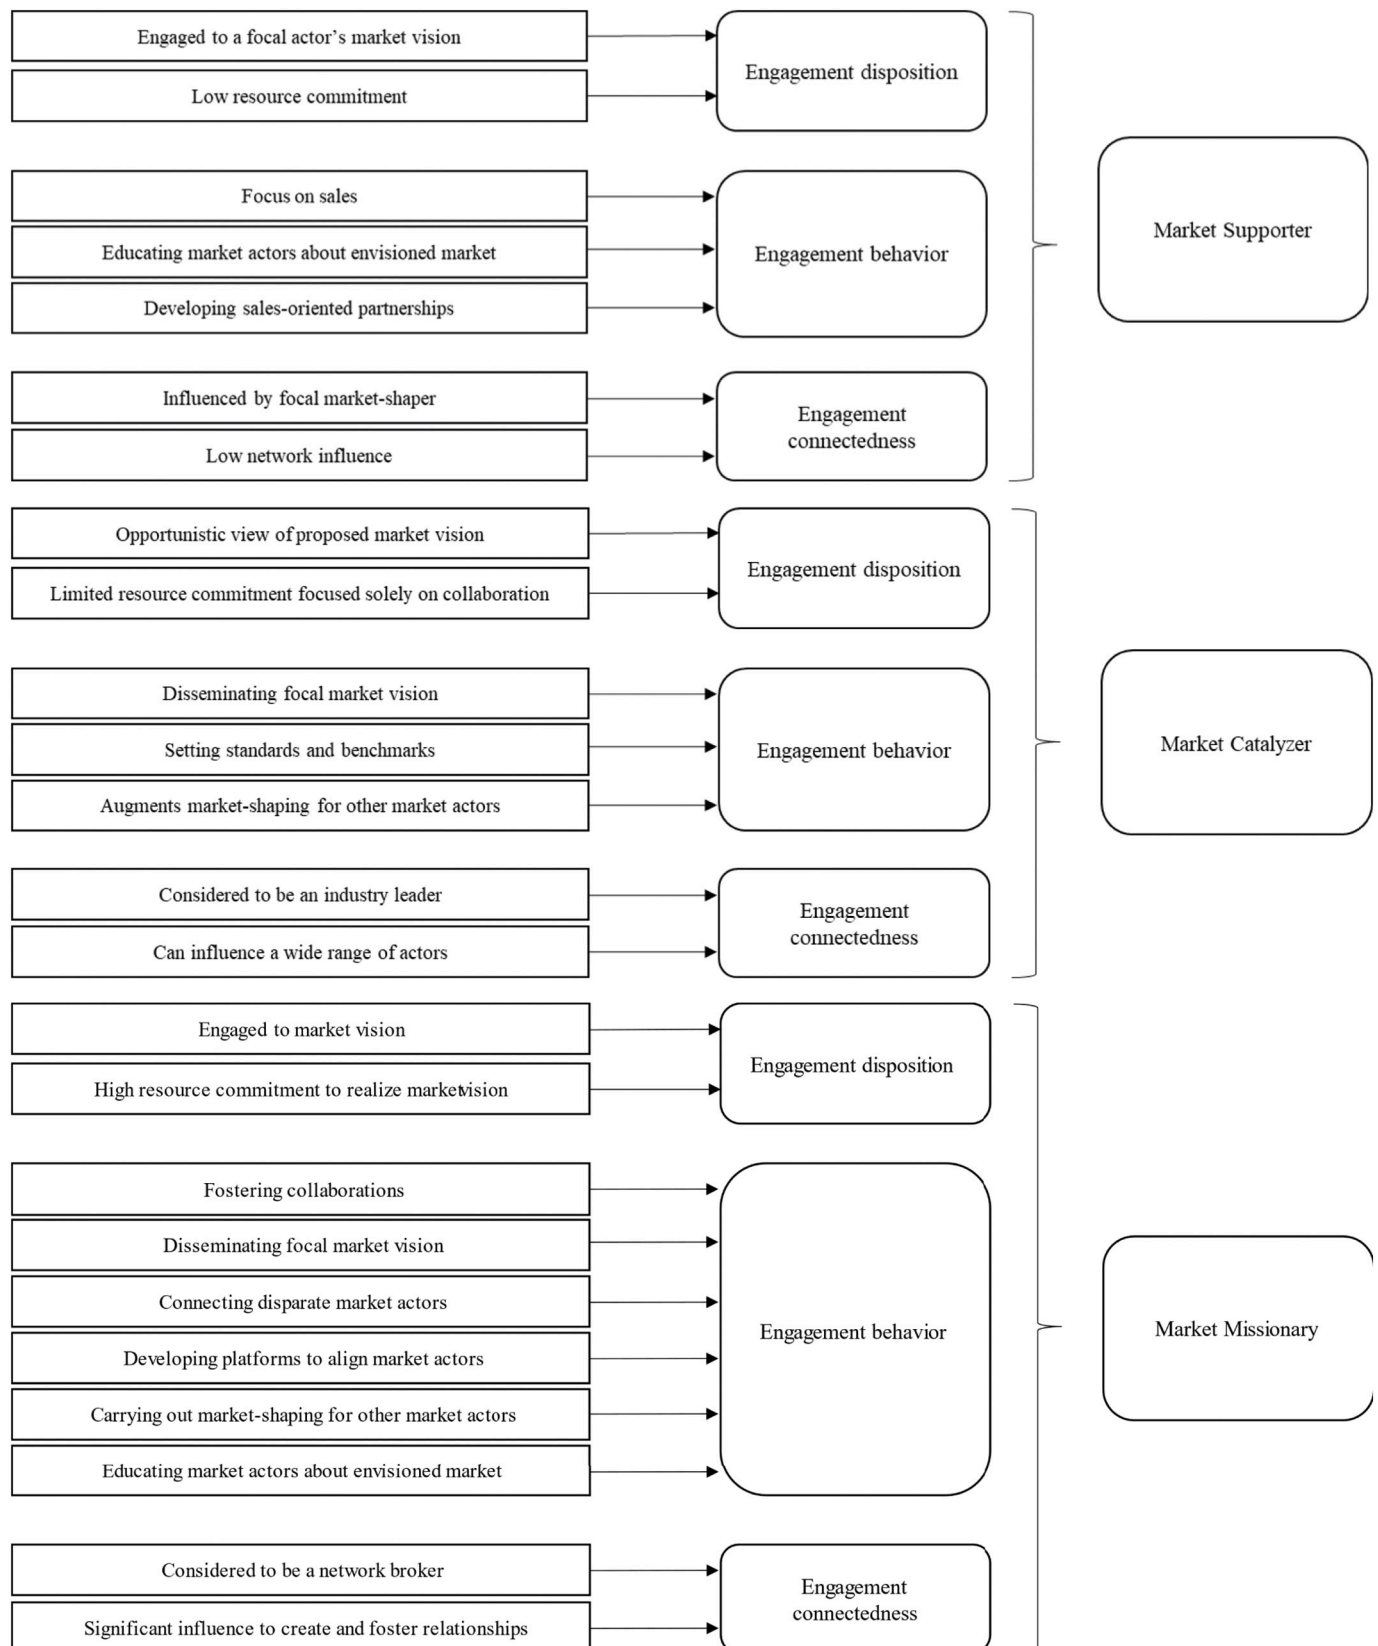 Engaged to a focal actor’s market vision
Low resource commitment
Engagement disposition
Focus on sales
Educating market actors about envisioned market
Developing sales-oriented partnerships
Engagement behavior
Influenced by focal market-shaper
Low network influence
Engagement
connectedness
Market Supporter
Opportunistic view of proposed market vision
Limited resource commitment focused solely on collaboration
Engagement disposition
Disseminating focal market vision
Setting standards and benchmarks
Augments market-shaping for other market actors
Engagement behavior
Considered to be an industry leader
Can influence a wide range of actors
Engagement
connectedness
Market Catalyzer
Engaged to market vision
High resource commitment to realize market vision
Engagement disposition
Fostering collaborations
Disseminating focal market vision
Connecting disparate market actors
Developing platforms to align market actors
Carrying out market-shaping for other market actors
Educating market actors about envisioned market
Engagement behavior
Considered to be a network broker
Significant influence to create and foster relationships
Engagement
connectedness
Market Missionary